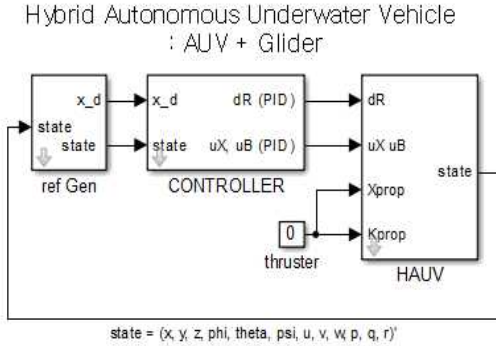 Hybrid Autonomous Underwater Vehicle
: AUV + Glider
x_d
state
state
ref Gen
x_d
dR (PID)
state
uX, uB (PID)
CONTROLLER
dR
uX uB
state
Xprop
Kprop
HAUV
0
thruster
state = (x, y, z, phi, theta, psi, u, v, w, p, q, r)'